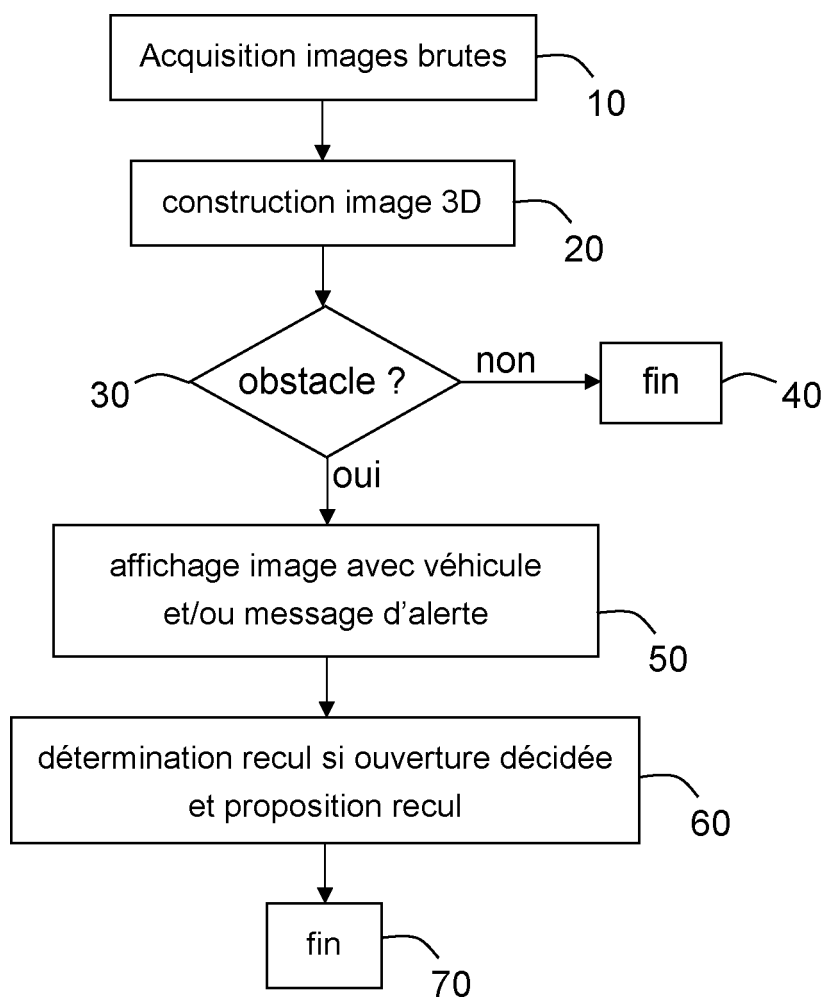 Acquisition images brutes
10
construction image 3D
20
30
obstacle ?
non
fin
40
oui
affichage image avec véhicule
et/ou message d'alerte
50
détermination recul si ouverture décidée
et proposition recul
60
fin
70